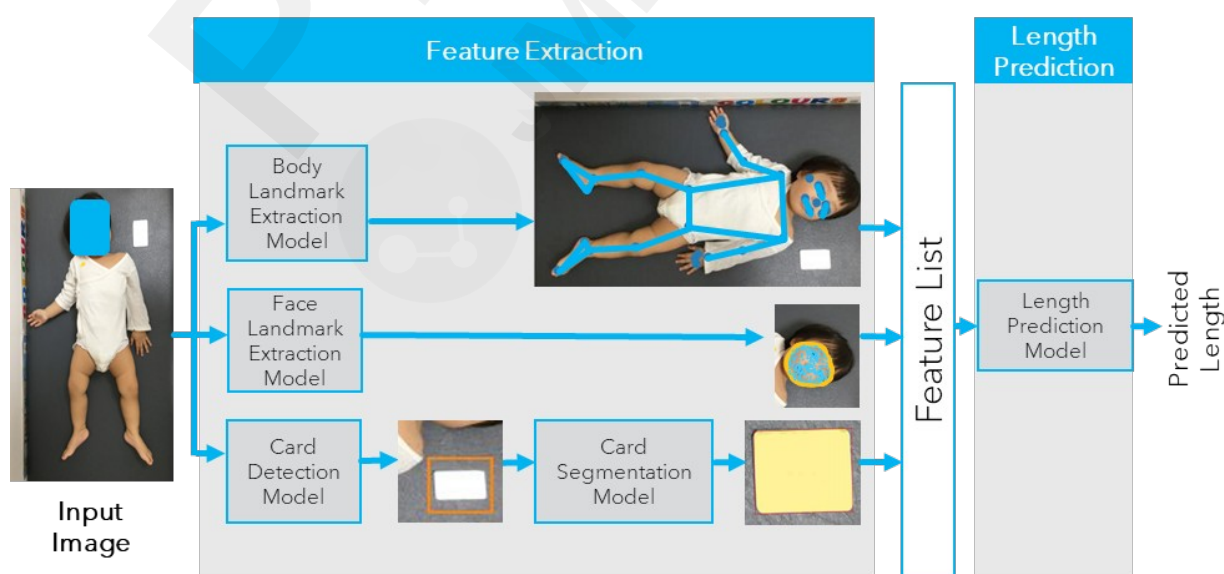 Feature Extraction
Length
Prediction
COLOURS
Body
Landmark
Extraction
Model
Face
Landmark
Extraction
Model
Card
Detection
Model
Card
Segmentation
Model
Feature List
Length
Prediction
Model
Predicted
Length
Input
Image